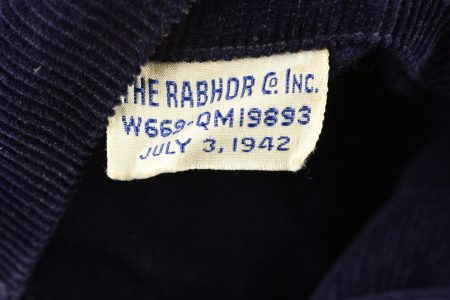 THE RABHOR CO. INC.
W669-QM19893
JULY 3, 1942